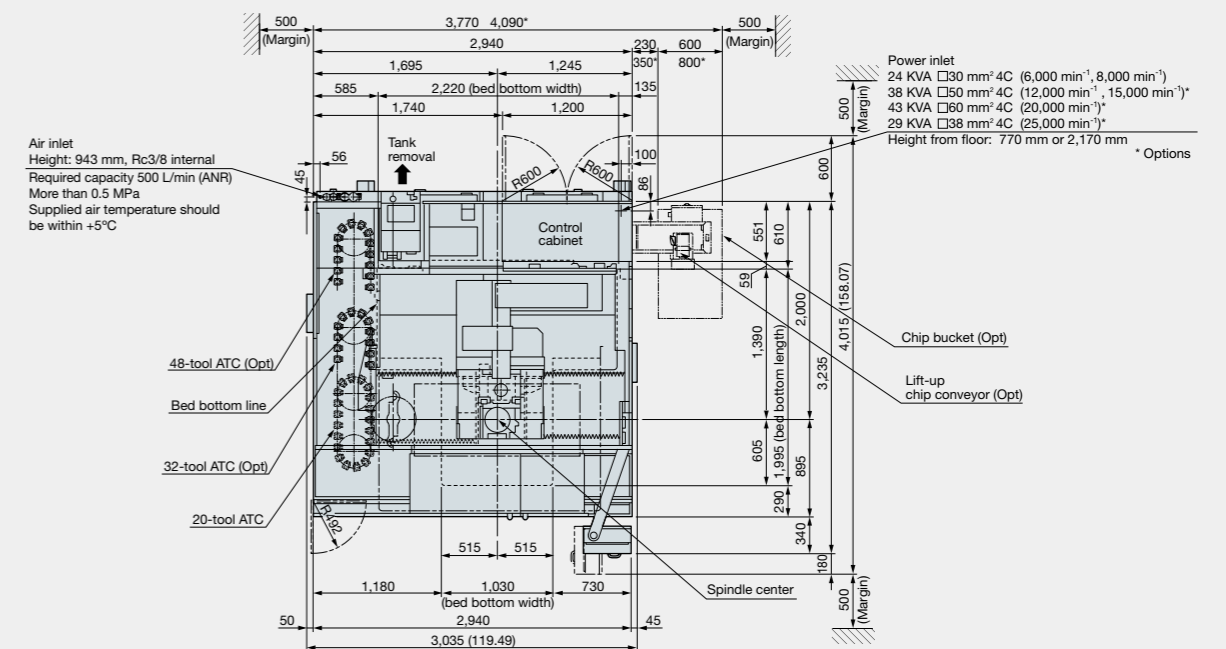 500
(Margin)
3,770 4,090*
500
(Margin)
2,940
230
350*
600
800*
1,695
1,245
585
2,220 (bed bottom width)
135
1,740
1,200
Power inlet
24 KVA □30 mm² 4C (6,000 min⁻¹, 8,000 min⁻¹)
38 KVA □50 mm² 4C (12,000 min⁻¹, 15,000 min⁻¹)*
43 KVA □60 mm² 4C (20,000 min⁻¹)*
29 KVA □38 mm² 4C (25,000 min⁻¹)*
Height from floor: 770 mm or 2,170 mm
* Options
500
(Margin)
Air inlet
Height: 943 mm, Rc3/8 internal
Required capacity 500 L/min (ANR)
More than 0.5 MPa
Supplied air temperature should
be within +5ºC
56
45
Tank
removal
R600
R600
100
86
600
Control
cabinet
551
610
59
2,000
1,390
4,015 (158.07)
3,235
1,995 (bed bottom length)
605
895
290
340
180
500
(Margin)
Chip bucket (Opt)
Lift-up
chip conveyor (Opt)
48-tool ATC (Opt)
Bed bottom line
32-tool ATC (Opt)
20-tool ATC
R492
515
515
Spindle center
1,180
1,030
730
(bed bottom width)
50
2,940
45
3,035 (119.49)